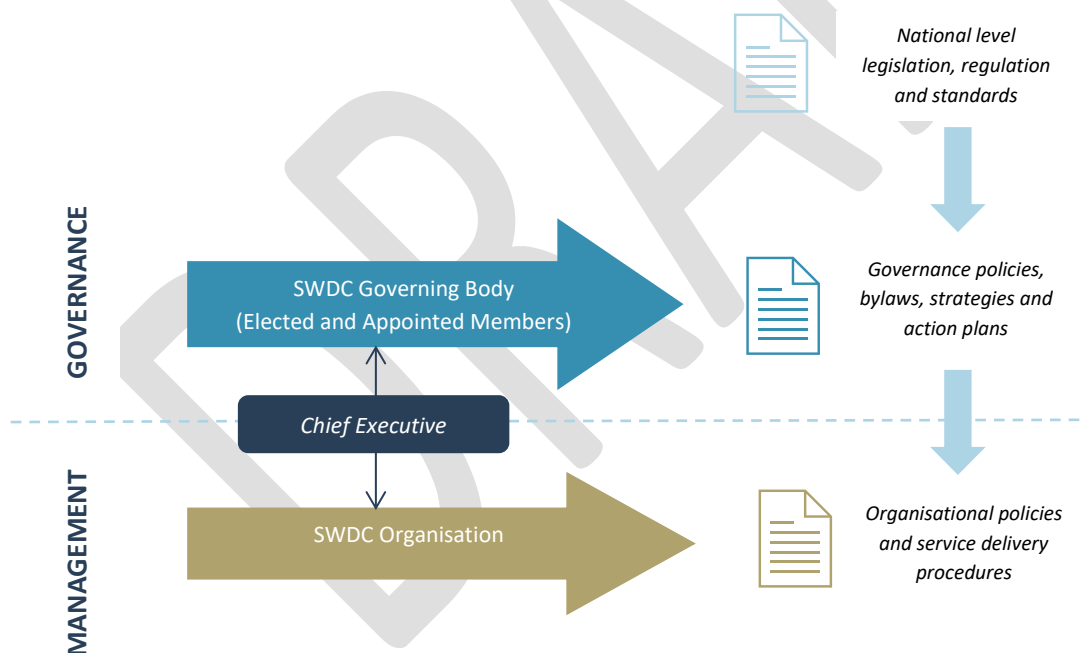 National level
legislation, regulation
and standards
GOVERNANCE
SWDC Governing Body
(Elected and Appointed Members)
Governance policies,
bylaws, strategies and
action plans
Chief Executive
MANAGEMENT
SWDC Organisation
Organisational policies
and service delivery
procedures
DRA